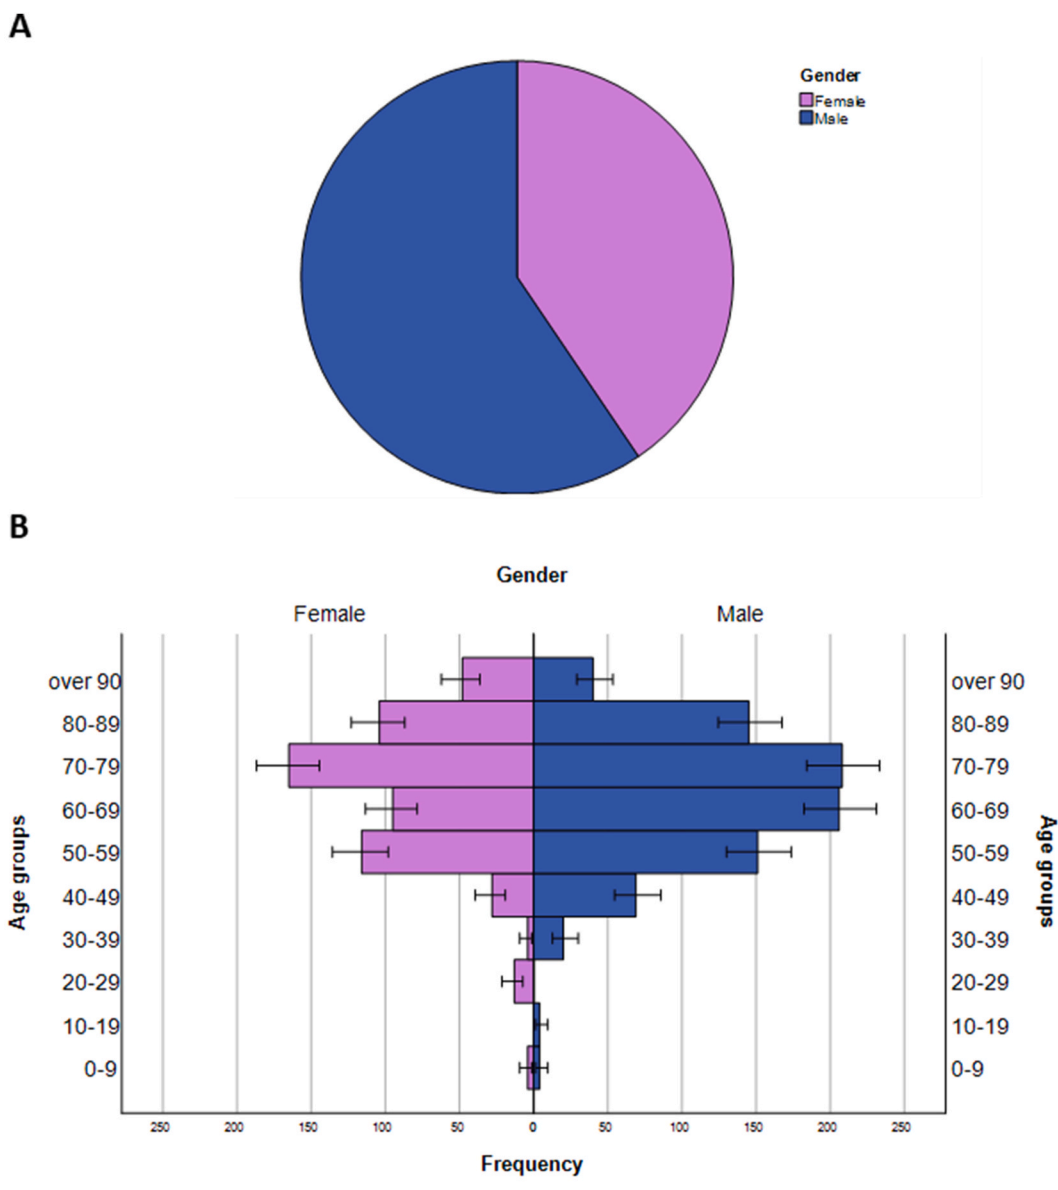 A
Gender
Female
Male
B
Gender
Female Male
over 90 over 90
80-89 80-89
70-79 70-79
60-69 60-69
50-59 50-59
40-49 40-49
30-39 30-39
20-29 20-29
10-19 10-19
0-9 0-9
Age groups
Age groups
250 200 150 100 50 0 50 100 150 200 250
Frequency